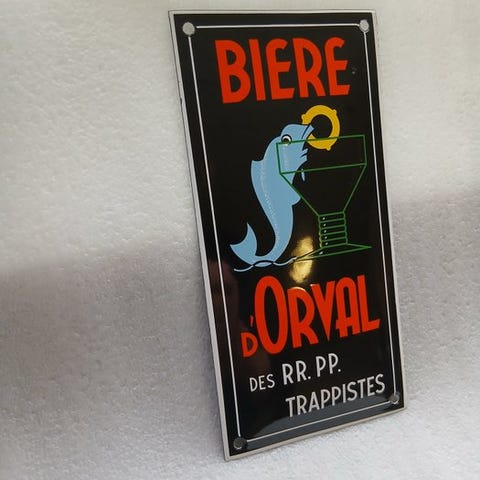 BIERE
D'ORVAL
DES RR. PP.
TRAPPISTES